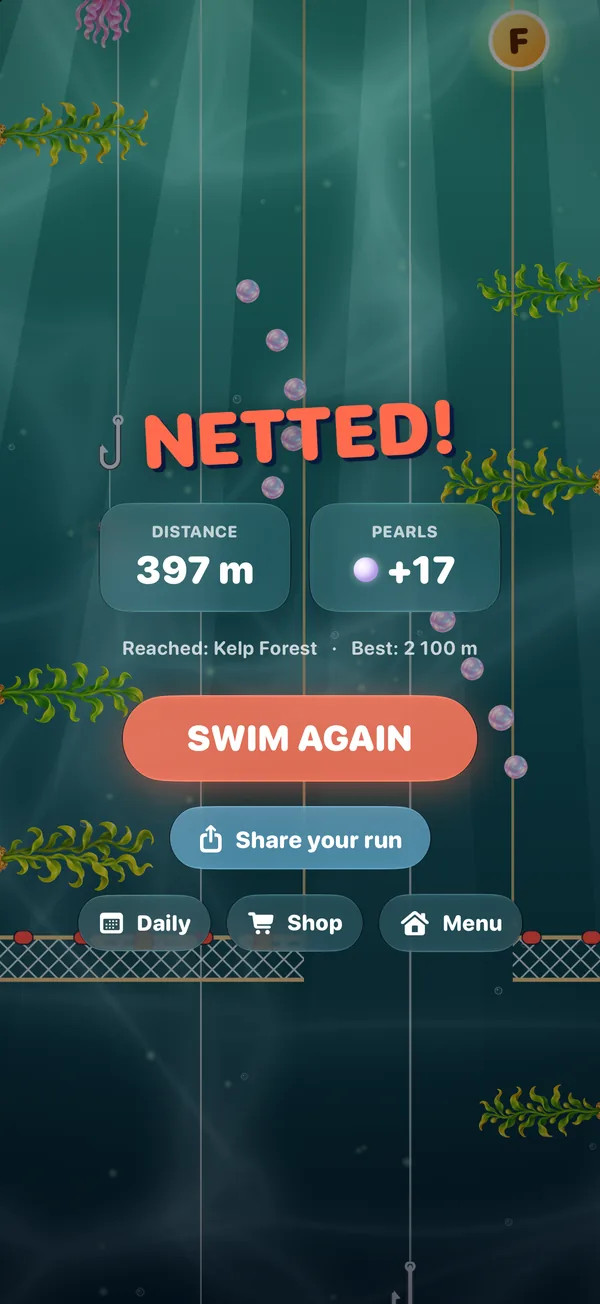 F
NETTED!
DISTANCE
397 m
PEARLS
+17
Reached: Kelp Forest · Best: 2 100 m
SWIM AGAIN
Share your run
Daily
Shop
Menu